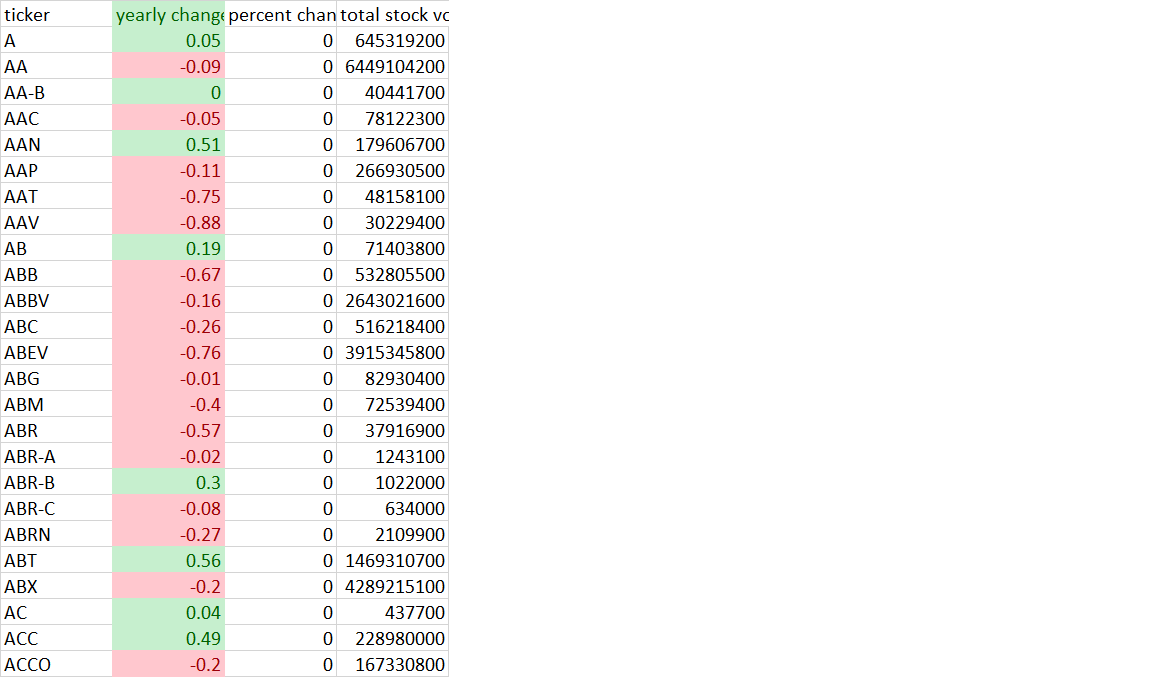 ticker yearly change percent chan total stock vo
A 0.05 0 645319200
AA -0.09 0 6449104200
AA-B 0 0 40441700
AAC -0.05 0 78122300
AAN 0.51 0 179606700
AAP -0.11 0 266930500
AAT -0.75 0 48158100
AAV -0.88 0 30229400
AB 0.19 0 71403800
ABB -0.67 0 532805500
ABBV -0.16 0 2643021600
ABC -0.26 0 516218400
ABEV -0.76 0 3915345800
ABG -0.01 0 82930400
ABM -0.4 0 72539400
ABR -0.57 0 37916900
ABR-A -0.02 0 1243100
ABR-B 0.3 0 1022000
ABR-C -0.08 0 634000
ABRN -0.27 0 2109900
ABT 0.56 0 1469310700
ABX -0.2 0 4289215100
AC 0.04 0 437700
ACC 0.49 0 228980000
ACCO -0.2 0 167330800